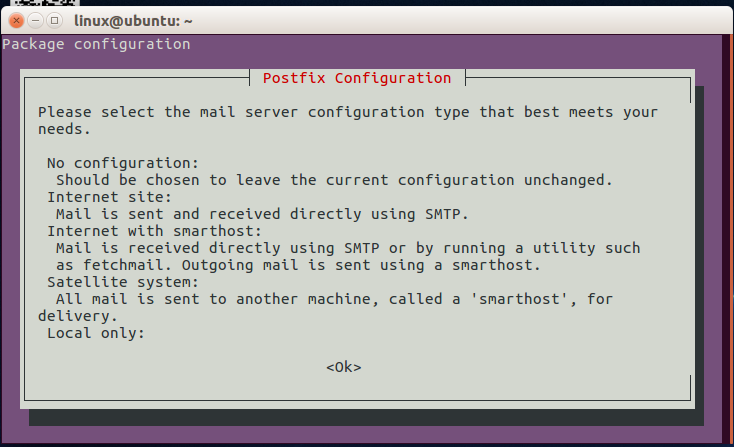 linux@ubuntu: ~
Package configuration
Postfix Configuration
Please select the mail server configuration type that best meets your
needs.
No configuration:
Should be chosen to leave the current configuration unchanged.
Internet site:
Mail is sent and received directly using SMTP.
Internet with smarthost:
Mail is received directly using SMTP or by running a utility such
as fetchmail. Outgoing mail is sent using a smarthost.
Satellite system:
All mail is sent to another machine, called a 'smarthost', for
delivery.
Local only:
<Ok>